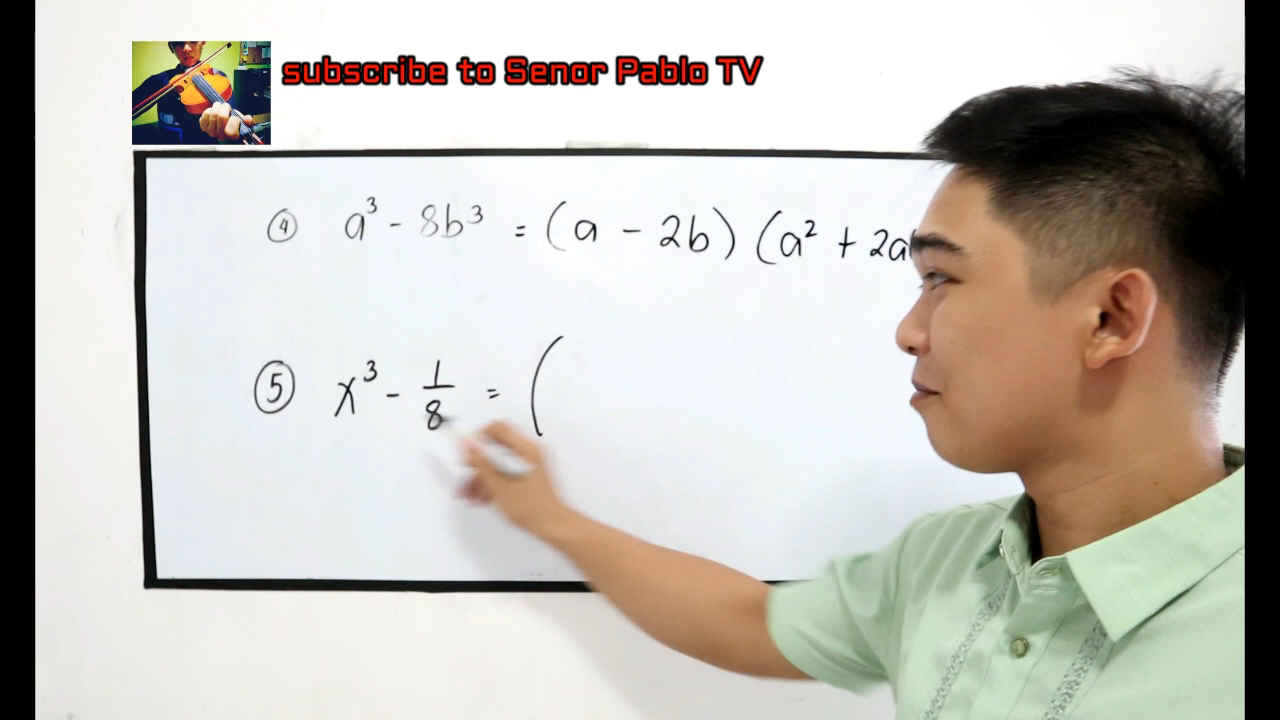 subscribe to Senor Pablo TV
④ a³ - 8b³ = (a - 2b) (a² + 2a
⑤ x³ - 1/8 = (